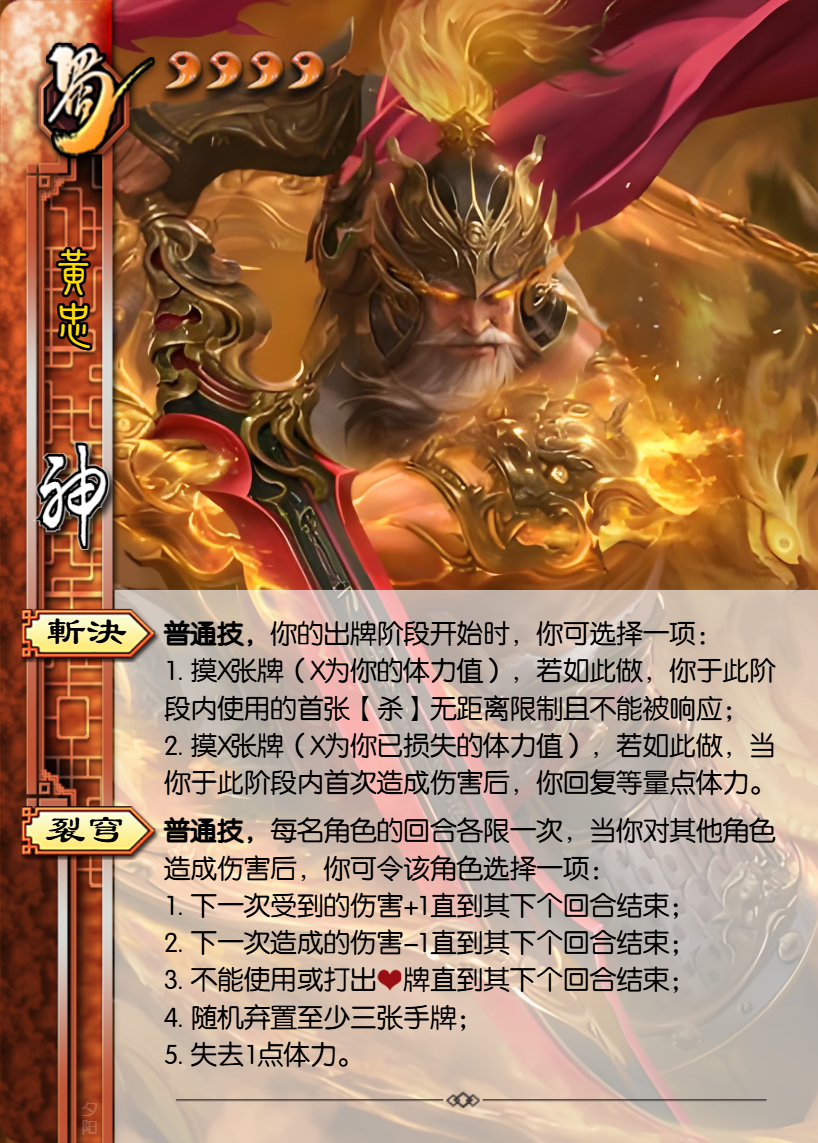 蜀
黃忠
神
斬決
普通技，你的出牌阶段开始时，你可选择一项：
1. 摸X张牌（X为你的体力值），若如此做，你于此阶
段内使用的首张【杀】无距离限制且不能被响应；
2. 摸X张牌（X为你已损失的体力值），若如此做，当
你于此阶段内首次造成伤害后，你回复等量点体力。
裂穹
普通技，每名角色的回合各限一次，当你对其他角色
造成伤害后，你可令该角色选择一项：
1. 下一次受到的伤害+1直到其下个回合结束；
2. 下一次造成的伤害-1直到其下个回合结束；
3. 不能使用或打出♥牌直到其下个回合结束；
4. 随机弃置至少三张手牌；
5. 失去1点体力。
夕阳